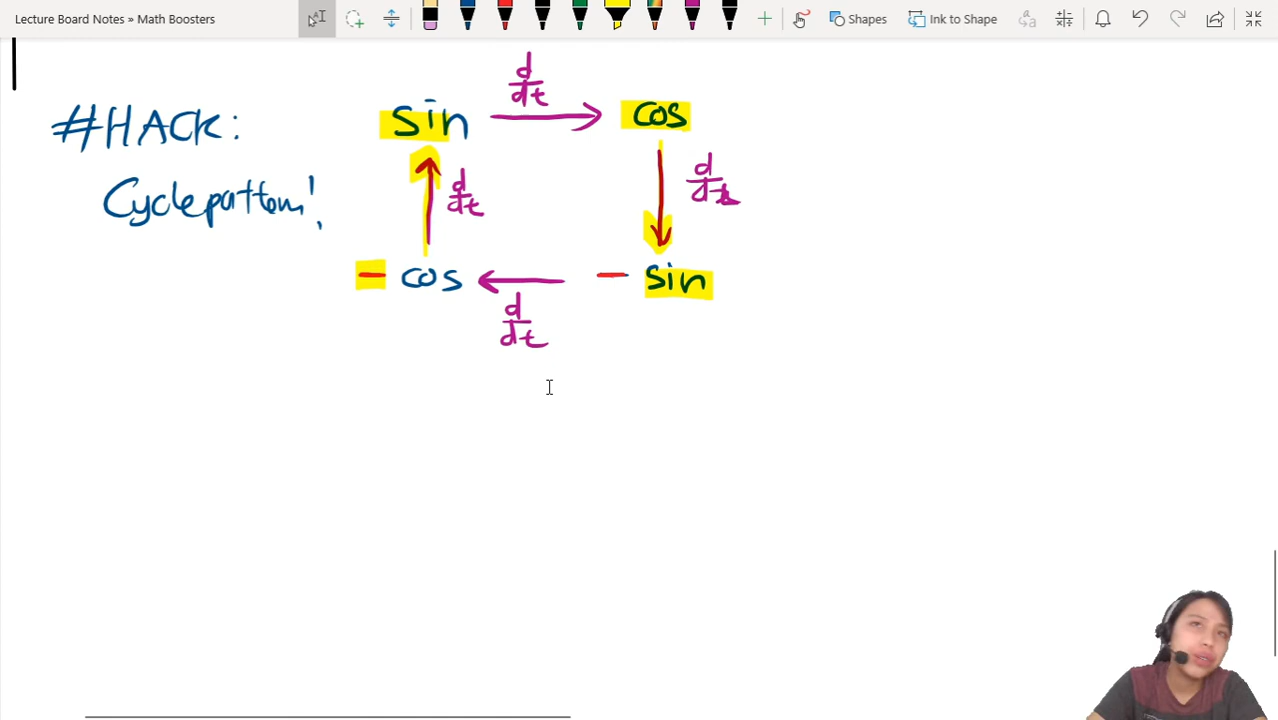 Lecture Board Notes » Math Boosters
Shapes
Ink to Shape
#HACK:
Cycle pattern!
sin d/dt cos
d/dt d/dt
- cos - sin
d/dt